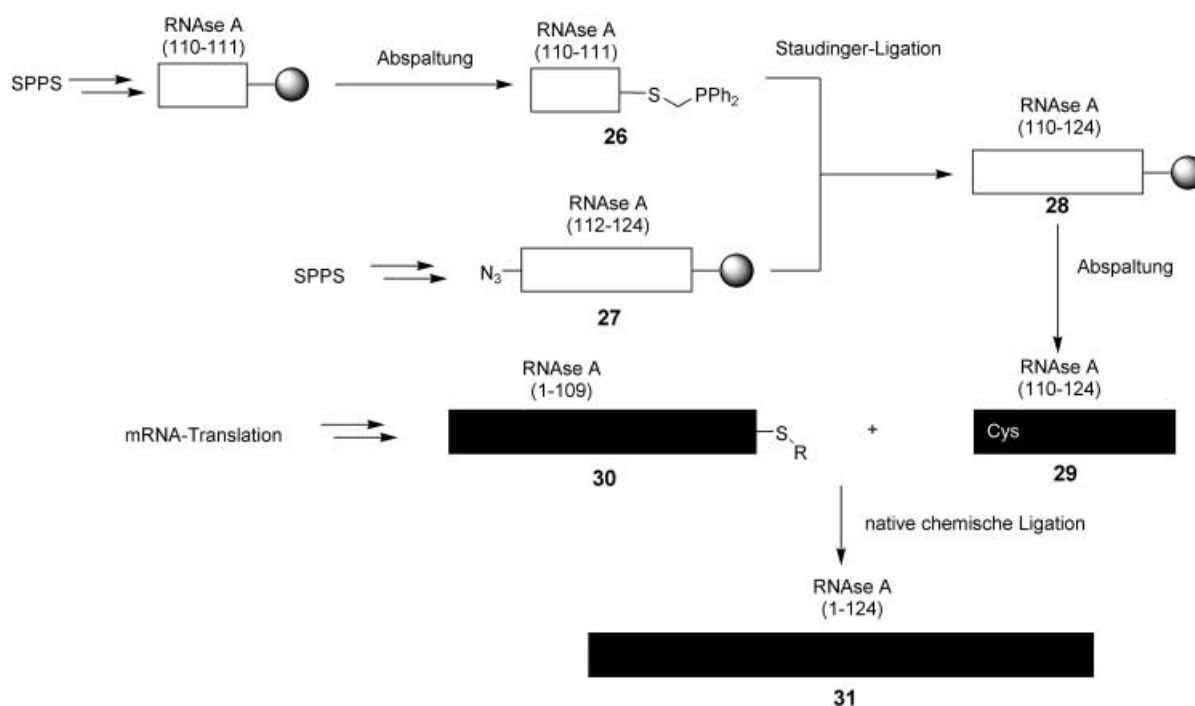 RNAse A
(110-111)
SPPS
Abspaltung
RNAse A
(110-111)
S
PPh2
26
Staudinger-Ligation
RNAse A
(110-124)
28
RNAse A
(112-124)
SPPS
N3
27
Abspaltung
RNAse A
(110-124)
RNAse A
(1-109)
mRNA-Translation
S
R
+
Cys
30
29
native chemische Ligation
RNAse A
(1-124)
31